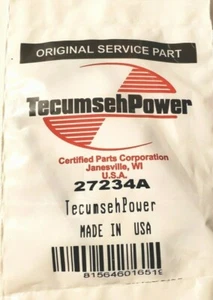 ORIGINAL SERVICE PART
TecumsehPower
Certified Parts Corporation
Janesville, WI
U.S.A.
27234A
TecumsehPower
MADE IN USA
815646016519